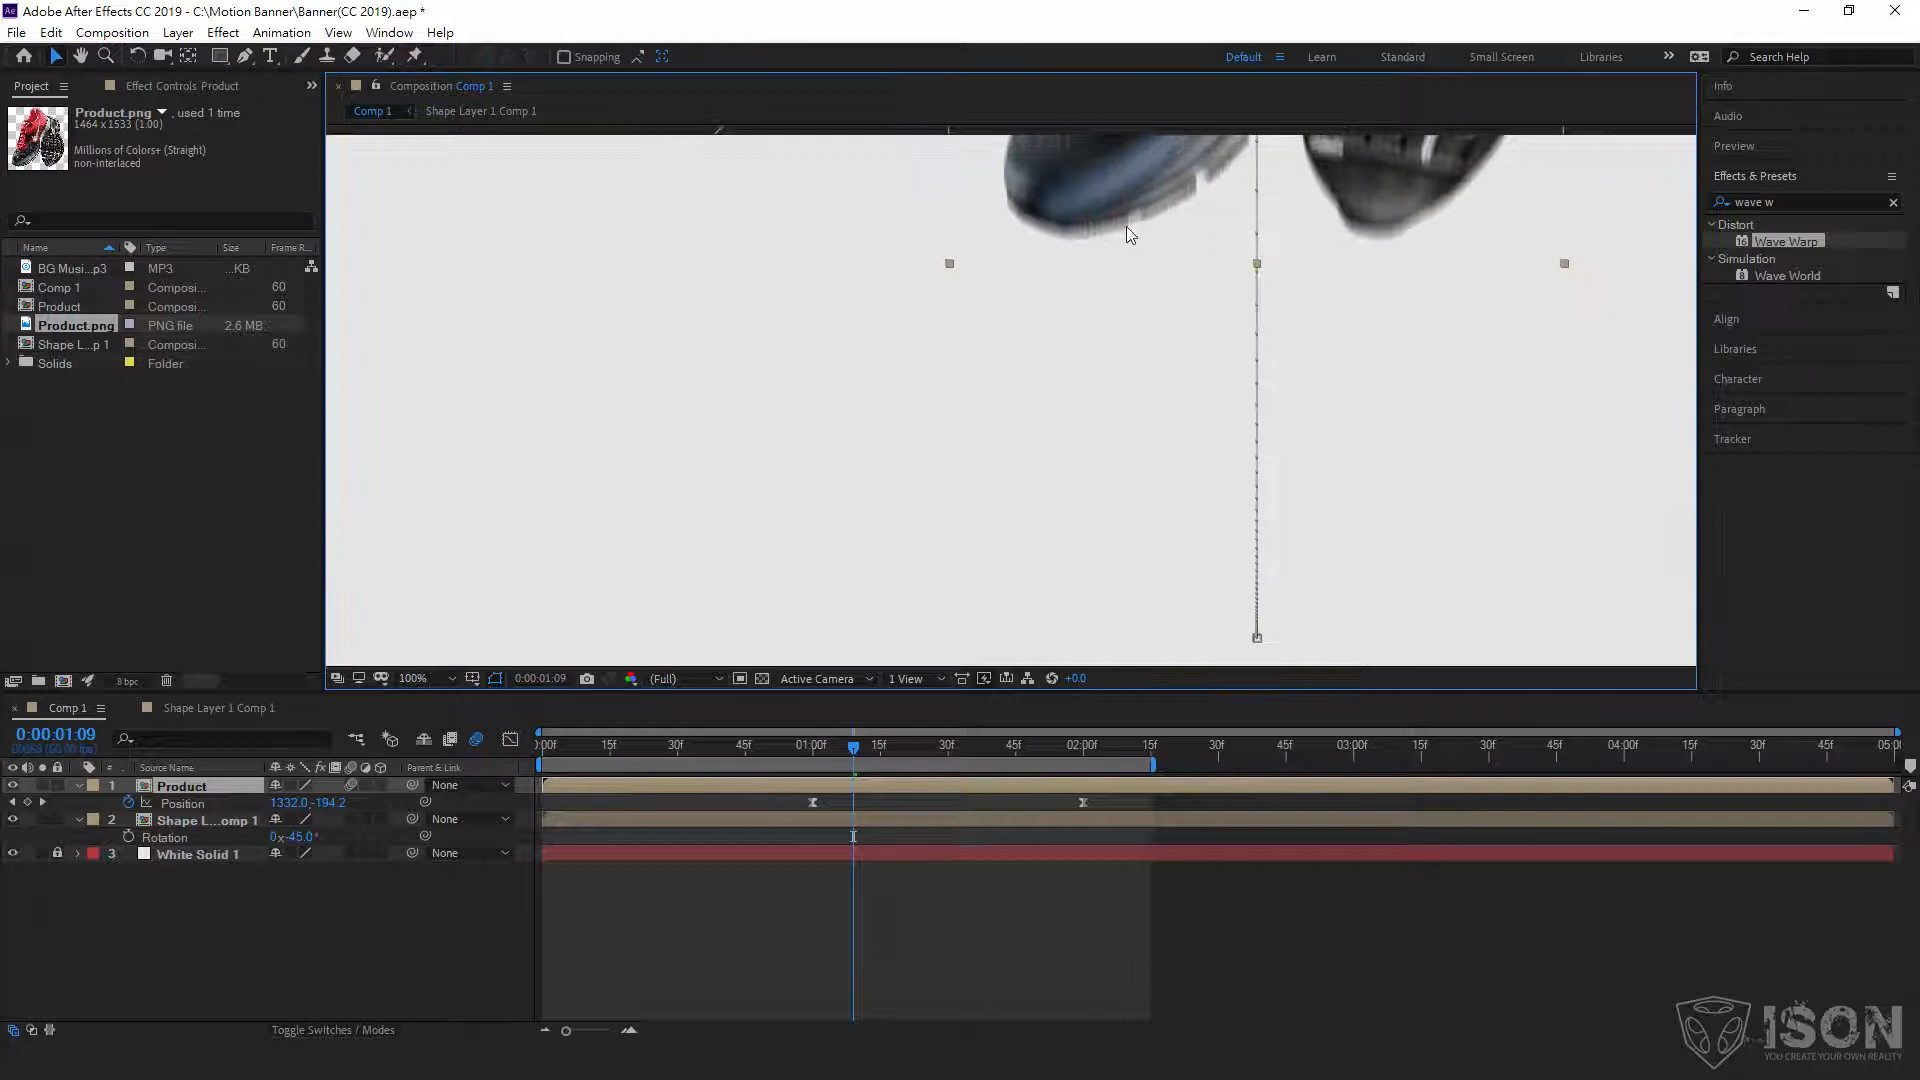 Adobe After Effects CC 2019 - C:\Motion Banner\Banner(CC 2019).aep *
File Edit Composition Layer Effect Animation View Window Help
Snapping
Default Learn Standard Small Screen Libraries Search Help
Project Effect Controls Product
Product.png , used 1 time
1464 x 1533 (1.00)
Millions of Colors+ (Straight)
non-interlaced
Name Type Size Frame R...
BG Musi...p3 MP3 ...KB
Comp 1 Composi... 60
Product Composi... 60
Product.png PNG file 2.6 MB
Shape L...p 1 Composi... 60
Solids Folder
8 bpc
Composition Comp 1
Comp 1 Shape Layer 1 Comp 1
100% 0:00:01:09 (Full) Active Camera 1 View +0.0
Info
Audio
Preview
Effects & Presets
wave w
Distort
Wave Warp
Simulation
Wave World
Align
Libraries
Character
Paragraph
Tracker
Comp 1 Shape Layer 1 Comp 1
0:00:01:09
:00f 15f 30f 45f 01:00f 15f 30f 45f 02:00f 15f 30f 45f 03:00f 15f 30f 45f 04:00f 15f 30f 45f 05:0
# Source Name Parent & Link
1 Product None
Position 1332.0,-194.2
2 Shape L...omp 1 None
Rotation 0x-45.0°
3 White Solid 1 None
Toggle Switches / Modes
ISON
YOU CREATE YOUR OWN REALITY